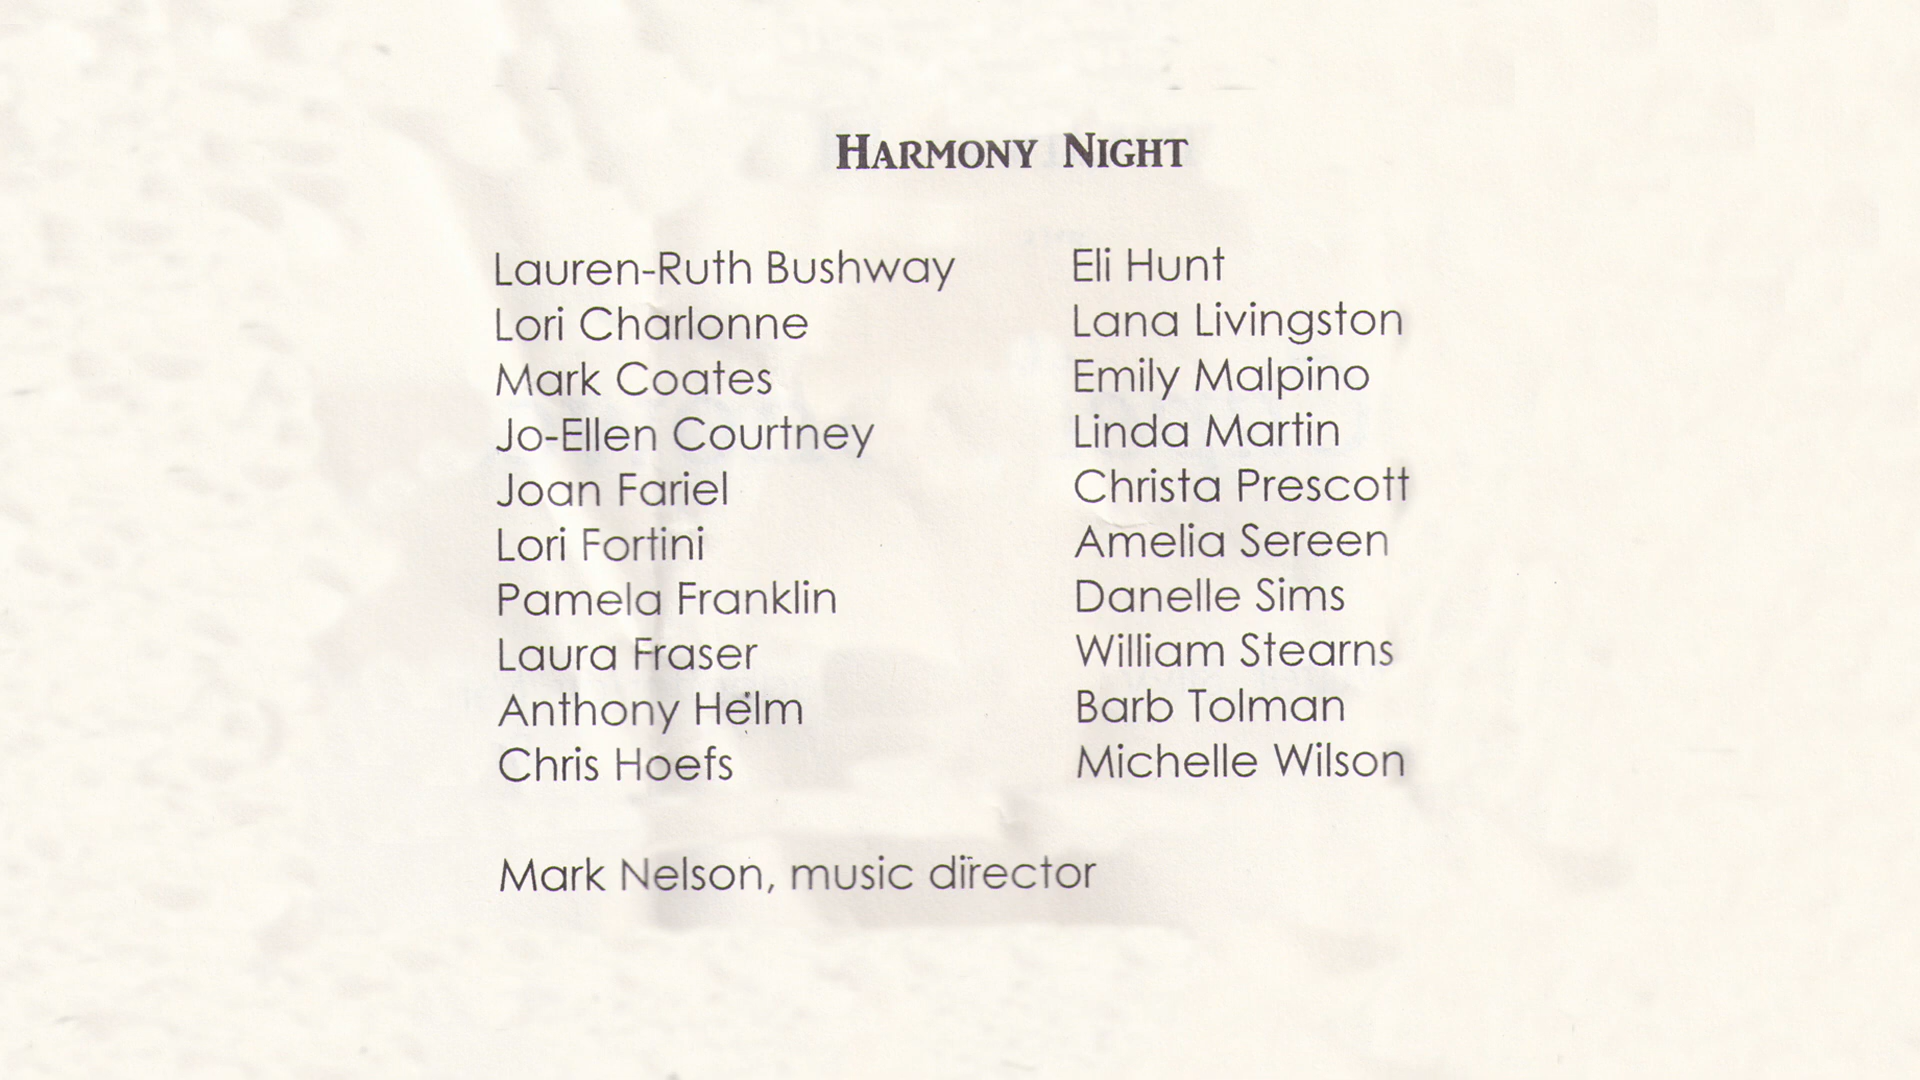 HARMONY NIGHT
Lauren-Ruth Bushway
Lori Charlonne
Mark Coates
Jo-Ellen Courtney
Joan Fariel
Lori Fortini
Pamela Franklin
Laura Fraser
Anthony Helm
Chris Hoefs
Eli Hunt
Lana Livingston
Emily Malpino
Linda Martin
Christa Prescott
Amelia Sereen
Danelle Sims
William Stearns
Barb Tolman
Michelle Wilson
Mark Nelson, music director